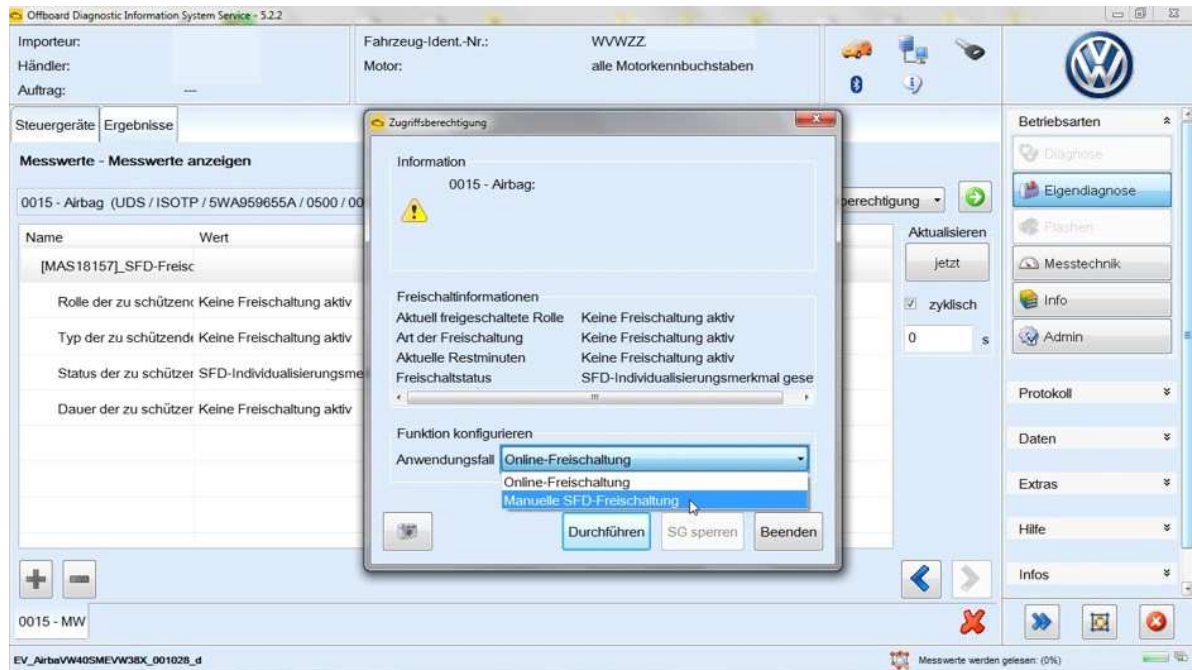 Offboard Diagnostic Information System Service - 5.2.2
Importeur:
Händler:
Auftrag: ---
Fahrzeug-Ident.-Nr.: WVWZZ
Motor: alle Motorkennbuchstaben
Steuergeräte Ergebnisse
Messwerte - Messwerte anzeigen
0015 - Airbag (UDS / ISOTP / 5WA959655A / 0500 / 00
berechtigung
Name Wert
[MAS18157]_SFD-Freisc
Rolle der zu schützend Keine Freischaltung aktiv
Typ der zu schützende Keine Freischaltung aktiv
Status der zu schützer SFD-Individualisierungsme
Dauer der zu schützer Keine Freischaltung aktiv
Aktualisieren
jetzt
zyklisch
0 s
Zugriffsberechtigung
Information
0015 - Airbag:
Freischaltinformationen
Aktuell freigeschaltete Rolle Keine Freischaltung aktiv
Art der Freischaltung Keine Freischaltung aktiv
Aktuelle Restminuten Keine Freischaltung aktiv
Freischaltstatus SFD-Individualisierungsmerkmal gese
Funktion konfigurieren
Anwendungsfall Online-Freischaltung
Online-Freischaltung
Manuelle SFD-Freischaltung
Durchführen SG sperren Beenden
Betriebsarten
Diagnose
Eigendiagnose
Flashen
Messtechnik
Info
Admin
Protokoll
Daten
Extras
Hilfe
Infos
0015 - MW
EV_AirbaVW40SMEVW38X_001028_d
Messwerte werden gelesen: (0%)